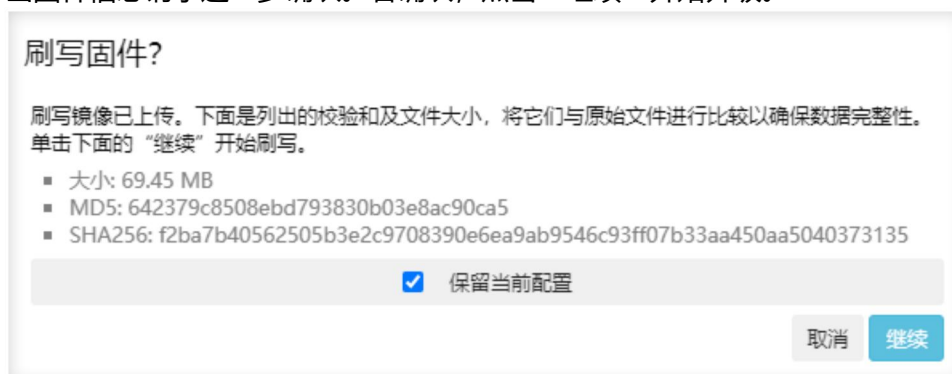 刷写固件?
刷写镜像已上传。下面是列出的校验和及文件大小，将它们与原始文件进行比较以确保数据完整性。
单击下面的“继续”开始刷写。
大小: 69.45 MB
MD5: 642379c8508ebd793830b03e8ac90ca5
SHA256: f2ba7b40562505b3e2c9708390e6ea9ab9546c93ff07b33aa450aa5040373135
保留当前配置
取消 继续